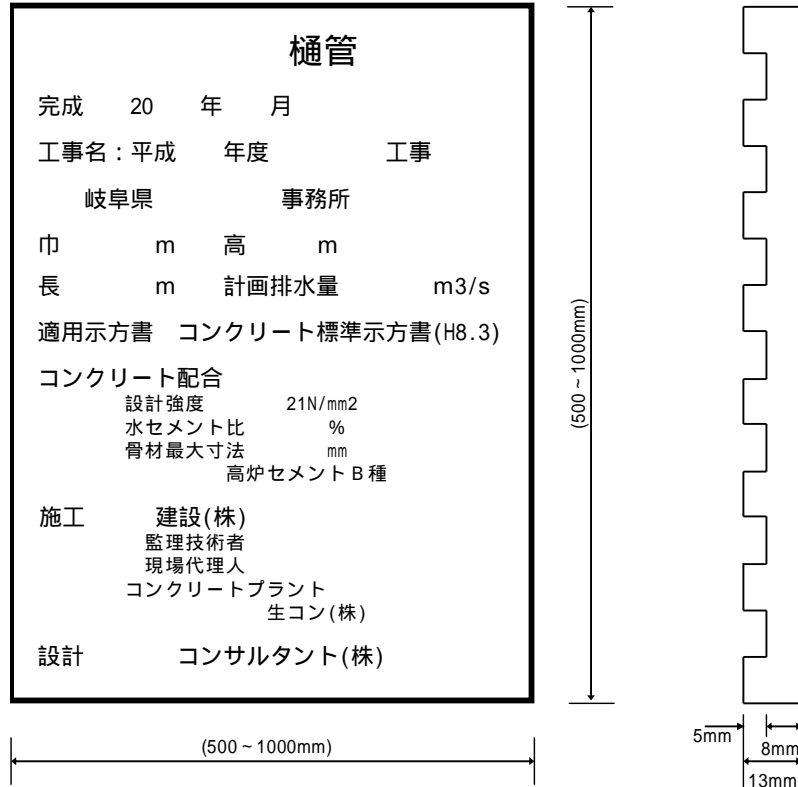 樋管
完成 20 年 月
工事名：平成 年度 工事
岐阜県 事務所
巾 m 高 m
長 m 計画排水量 m3/s
適用示方書 コンクリート標準示方書(H8.3)
コンクリート配合
設計強度 21N/㎜2
水セメント比 %
骨材最大寸法 ㎜
高炉セメントＢ種
施工 建設(株)
監理技術者
現場代理人
コンクリートプラント
生コン(株)
設計 コンサルタント(株)
(500～1000mm)
(500～1000mm)
5mm
8mm
13mm